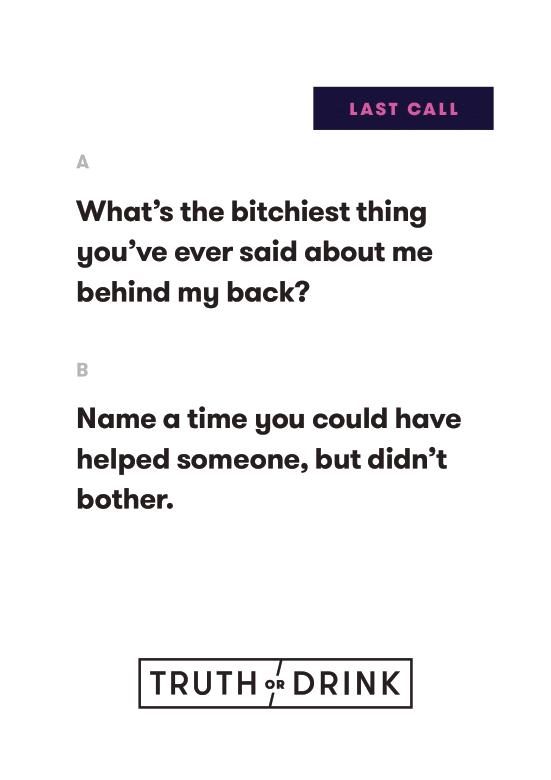 LAST CALL
A
What’s the bitchiest thing
you’ve ever said about me
behind my back?
B
Name a time you could have
helped someone, but didn’t
bother.
TRUTH OR DRINK